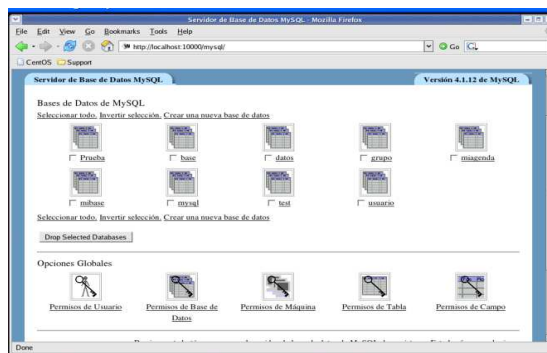 Servidor de Base de Datos MySQL - Mozilla Firefox
File Edit View Go Bookmarks Tools Help
http://localhost:10000/mysql/ Go
CentOS Support
Servidor de Base de Datos MySQL Versión 4.1.12 de MySQL
Bases de Datos de MySQL
Seleccionar todo. Invertir selección. Crear una nueva base de datos
Prueba base datos grupo miagenda
mibase mysql test usuario
Seleccionar todo. Invertir selección. Crear una nueva base de datos
Drop Selected Databases
Opciones Globales
Permisos de Usuario Permisos de Base de Datos Permisos de Máquina Permisos de Tabla Permisos de Campo
Done